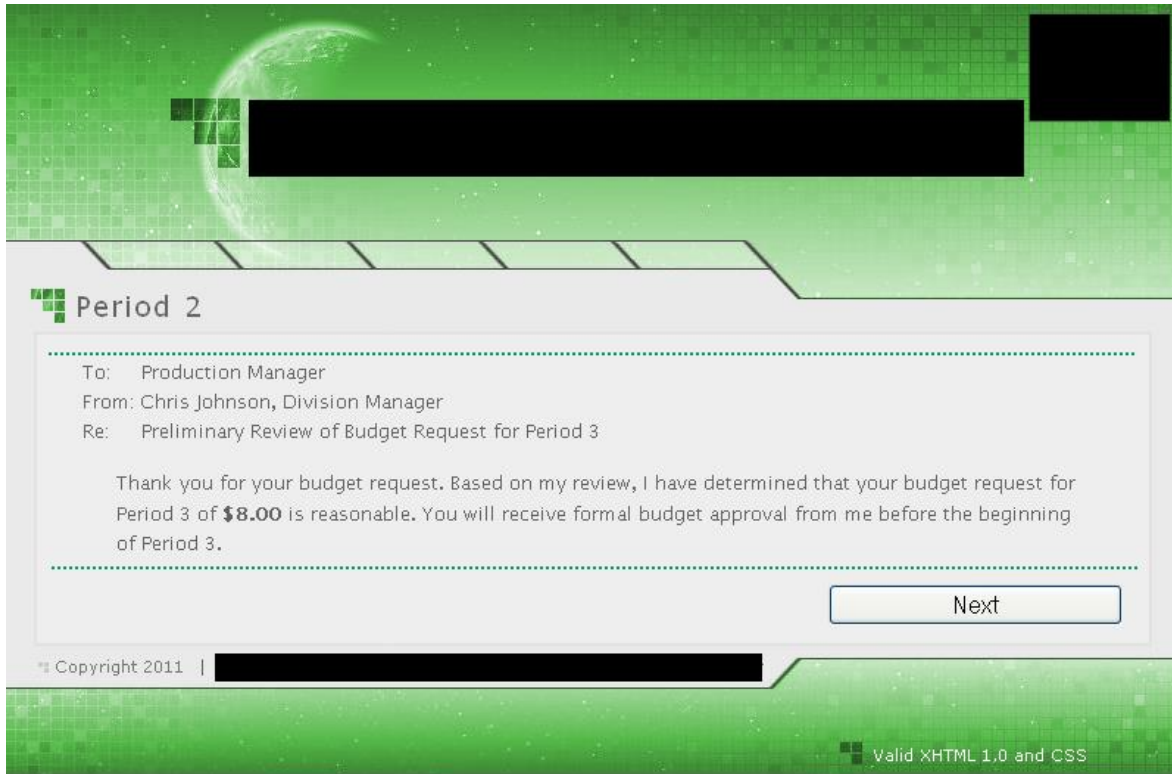 Period 2
To: Production Manager
From: Chris Johnson, Division Manager
Re: Preliminary Review of Budget Request for Period 3
Thank you for your budget request. Based on my review, I have determined that your budget request for
Period 3 of $8.00 is reasonable. You will receive formal budget approval from me before the beginning
of Period 3.
Next
Copyright 2011 |
Valid XHTML 1.0 and CSS